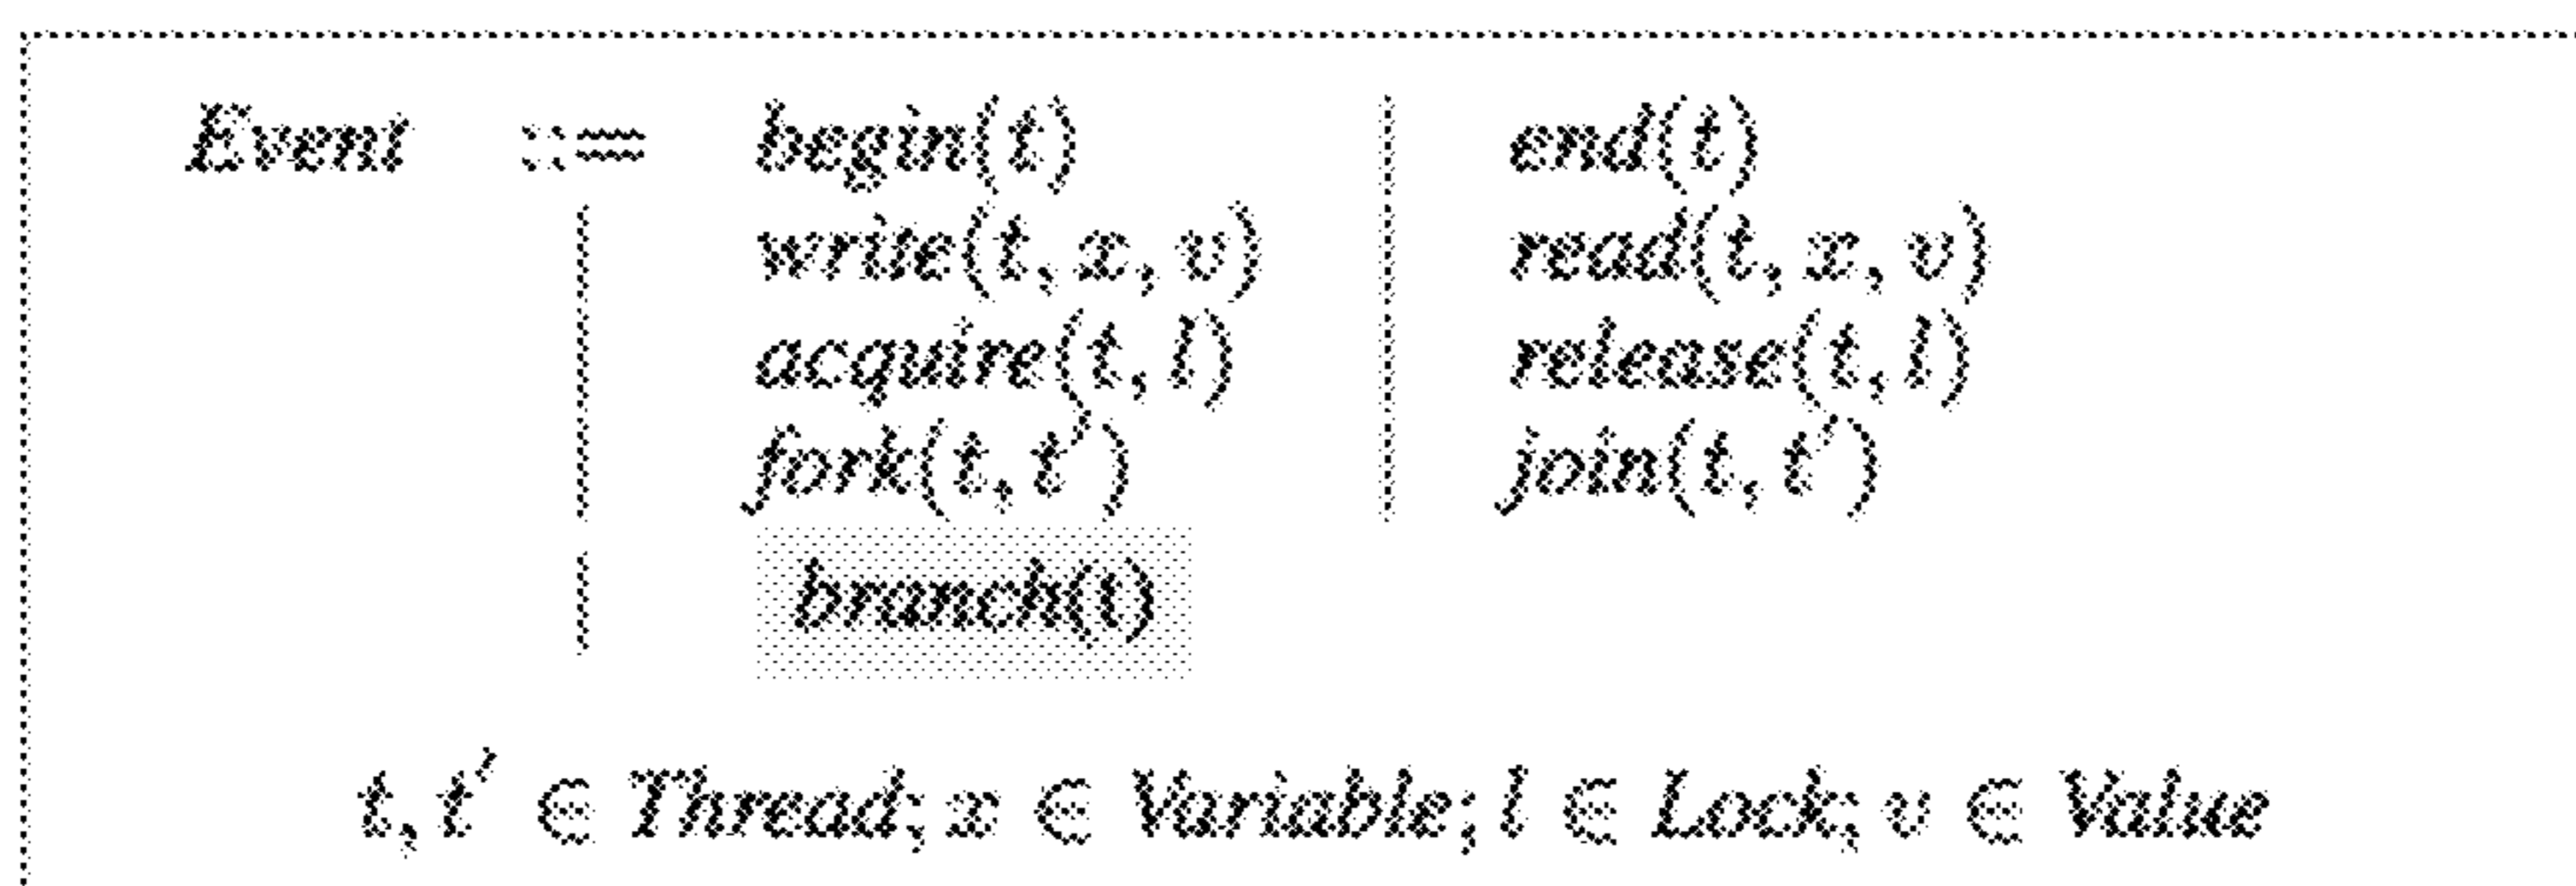 Event ::= begin(t) | end(t)
| write(t, x, v) | read(t, x, v)
| acquire(t, l) | release(t, l)
| fork(t, t′) | join(t, t′)
| branch(t)
t, t′ ∈ Thread; x ∈ Variable; l ∈ Lock; v ∈ Value